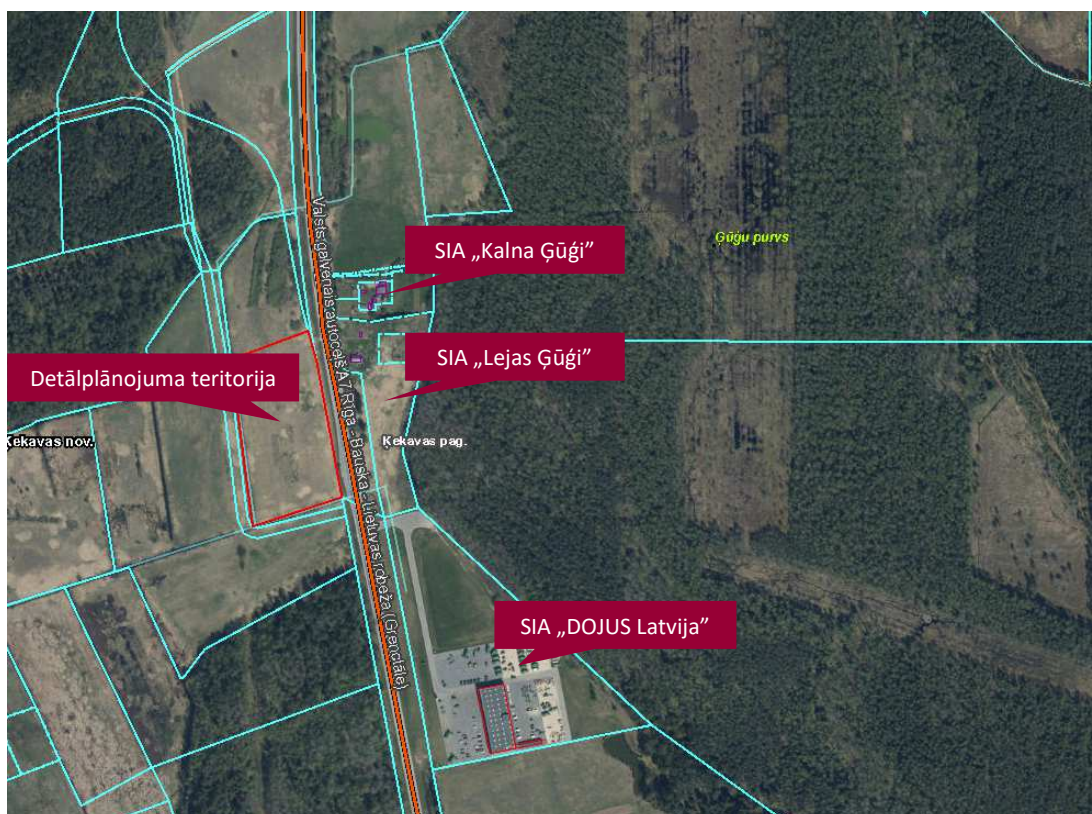 Ģūģu purvs
SIA „Kalna Ģūģi”
SIA „Lejas Ģūģi”
Detālplānojuma teritorija
Ķekavas nov.
Ķekavas pag.
Valsts galvenais autoceļš A7 Rīga - Bauska - Lietuvas robeža (Grenctāle)
SIA „DOJUS Latvija”